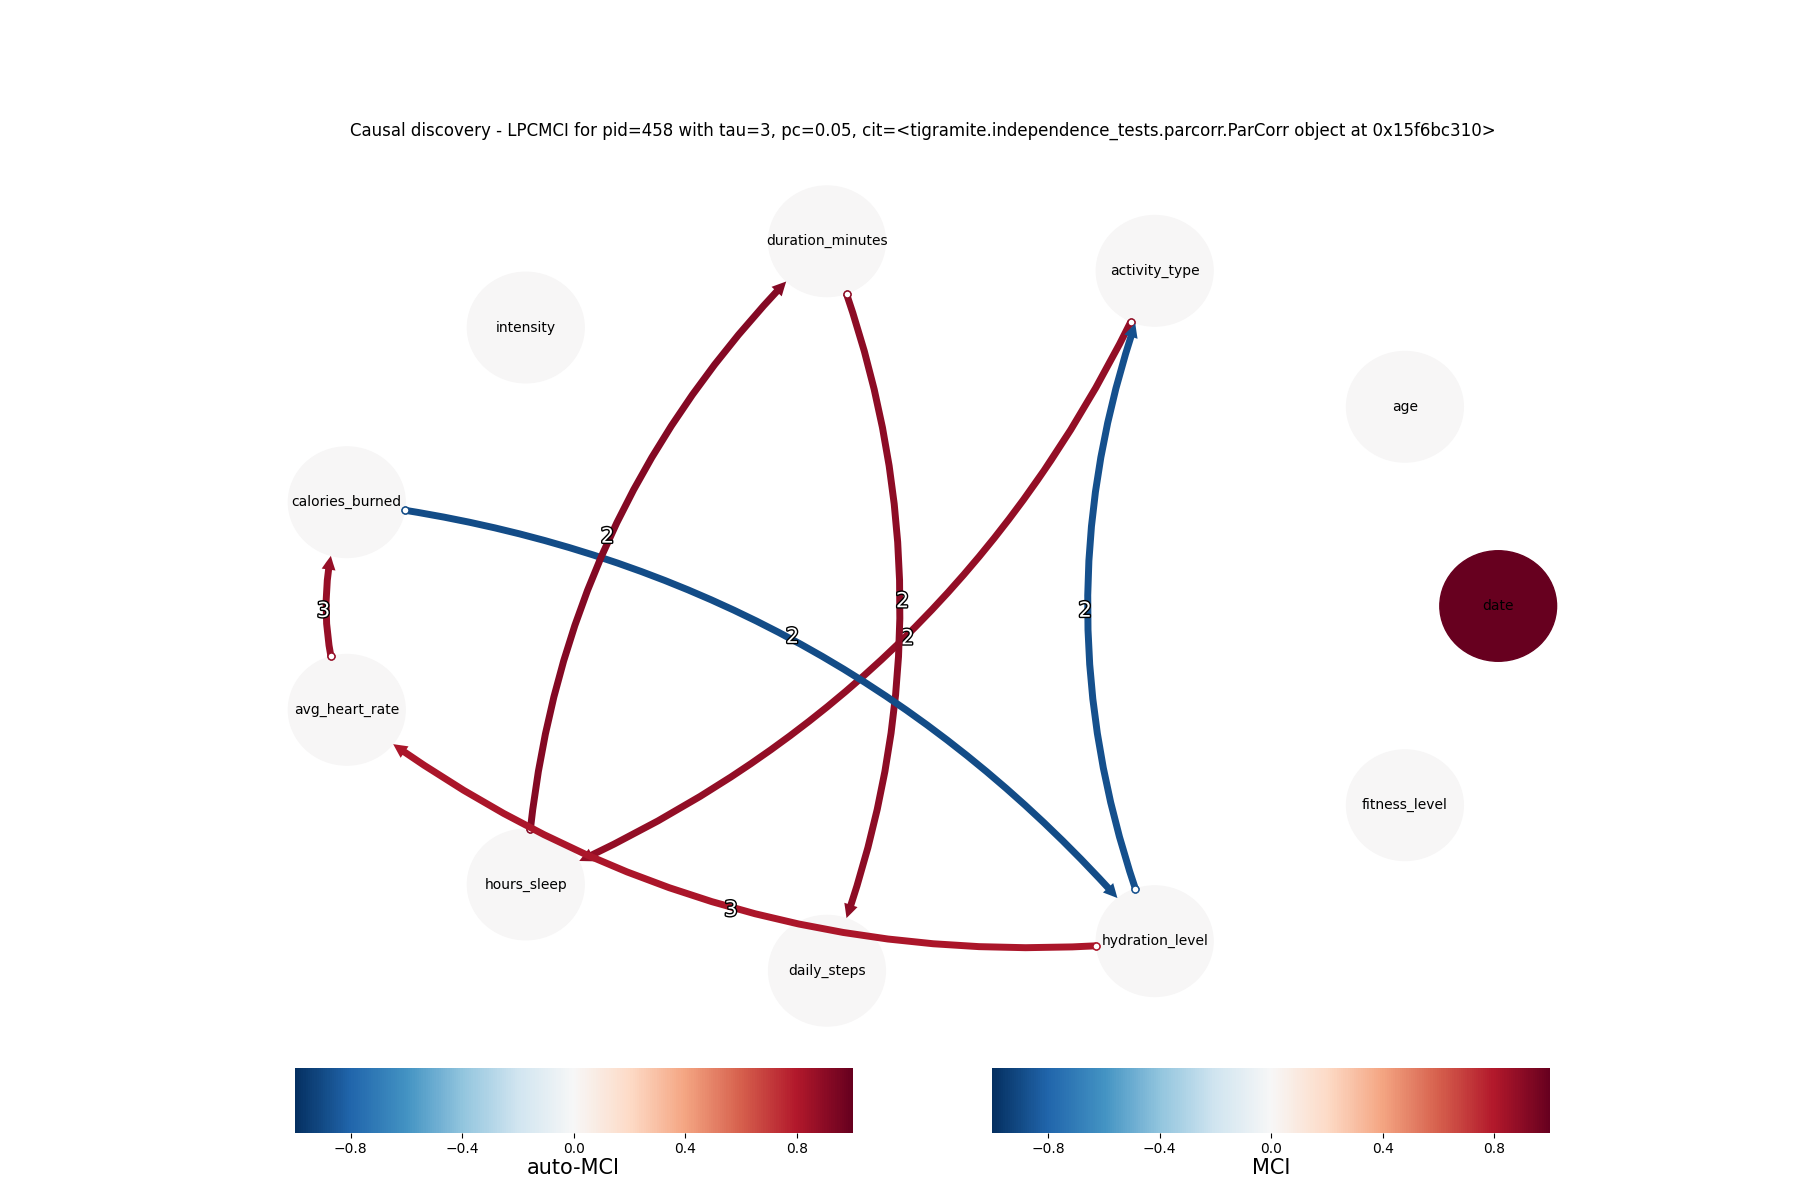 Causal discovery - LPCMCI for pid=458 with tau=3, pc=0.05, cit=<tigramite.independence_tests.parcorr.ParCorr object at 0x15f6bc310>
duration_minutes
activity_type
intensity
age
calories_burned
2
2
date
3
2
2
2
avg_heart_rate
fitness_level
hours_sleep
3
hydration_level
daily_steps
−0.8 −0.4 0.0 0.4 0.8
auto-MCI
−0.8 −0.4 0.0 0.4 0.8
MCI